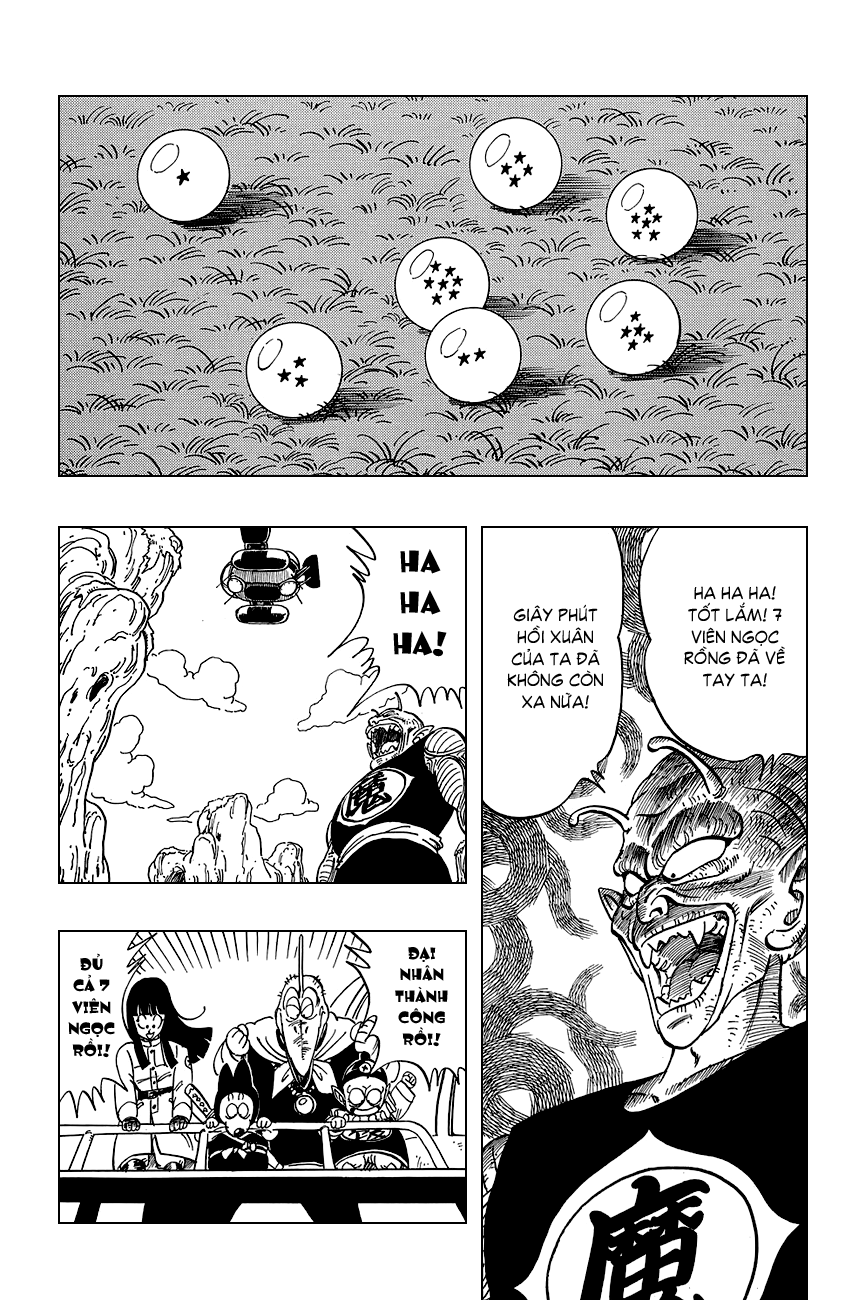 HA HA HA!
TỐT LẮM! 7
VIÊN NGỌC
RỒNG ĐÃ VỀ
TAY TA!
GIÂY PHÚT
HỒI XUÂN
CỦA TA ĐÃ
KHÔNG CÒN
XA NỮA!
HA
HA
HA!
魔
ĐỦ
CẢ 7
VIÊN
NGỌC
RỒI!
ĐẠI
NHÂN
THÀNH
CÔNG
RỒI!
魔